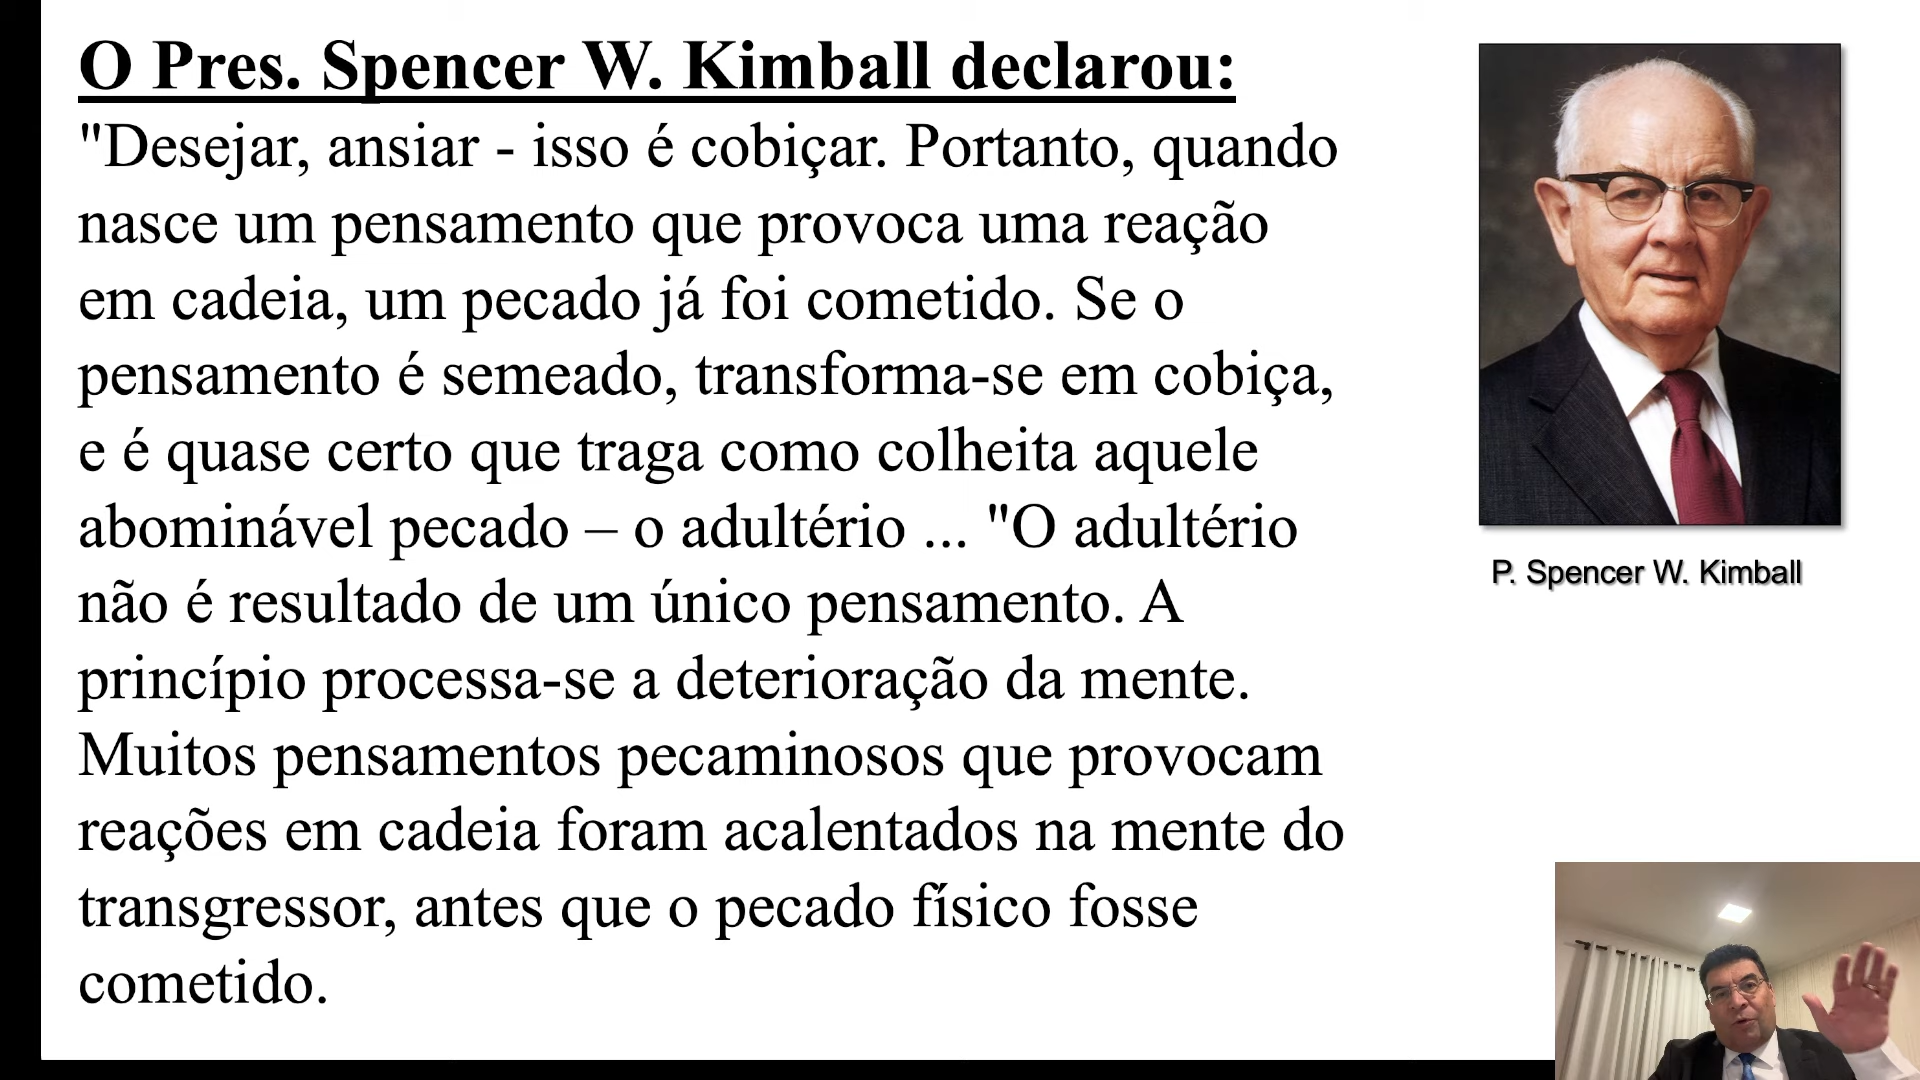 O Pres. Spencer W. Kimball declarou:
"Desejar, ansiar - isso é cobiçar. Portanto, quando
nasce um pensamento que provoca uma reação
em cadeia, um pecado já foi cometido. Se o
pensamento é semeado, transforma-se em cobiça,
e é quase certo que traga como colheita aquele
abominável pecado – o adultério ... "O adultério
não é resultado de um único pensamento. A
princípio processa-se a deterioração da mente.
Muitos pensamentos pecaminosos que provocam
reações em cadeia foram acalentados na mente do
transgressor, antes que o pecado físico fosse
cometido.
P. Spencer W. Kimball